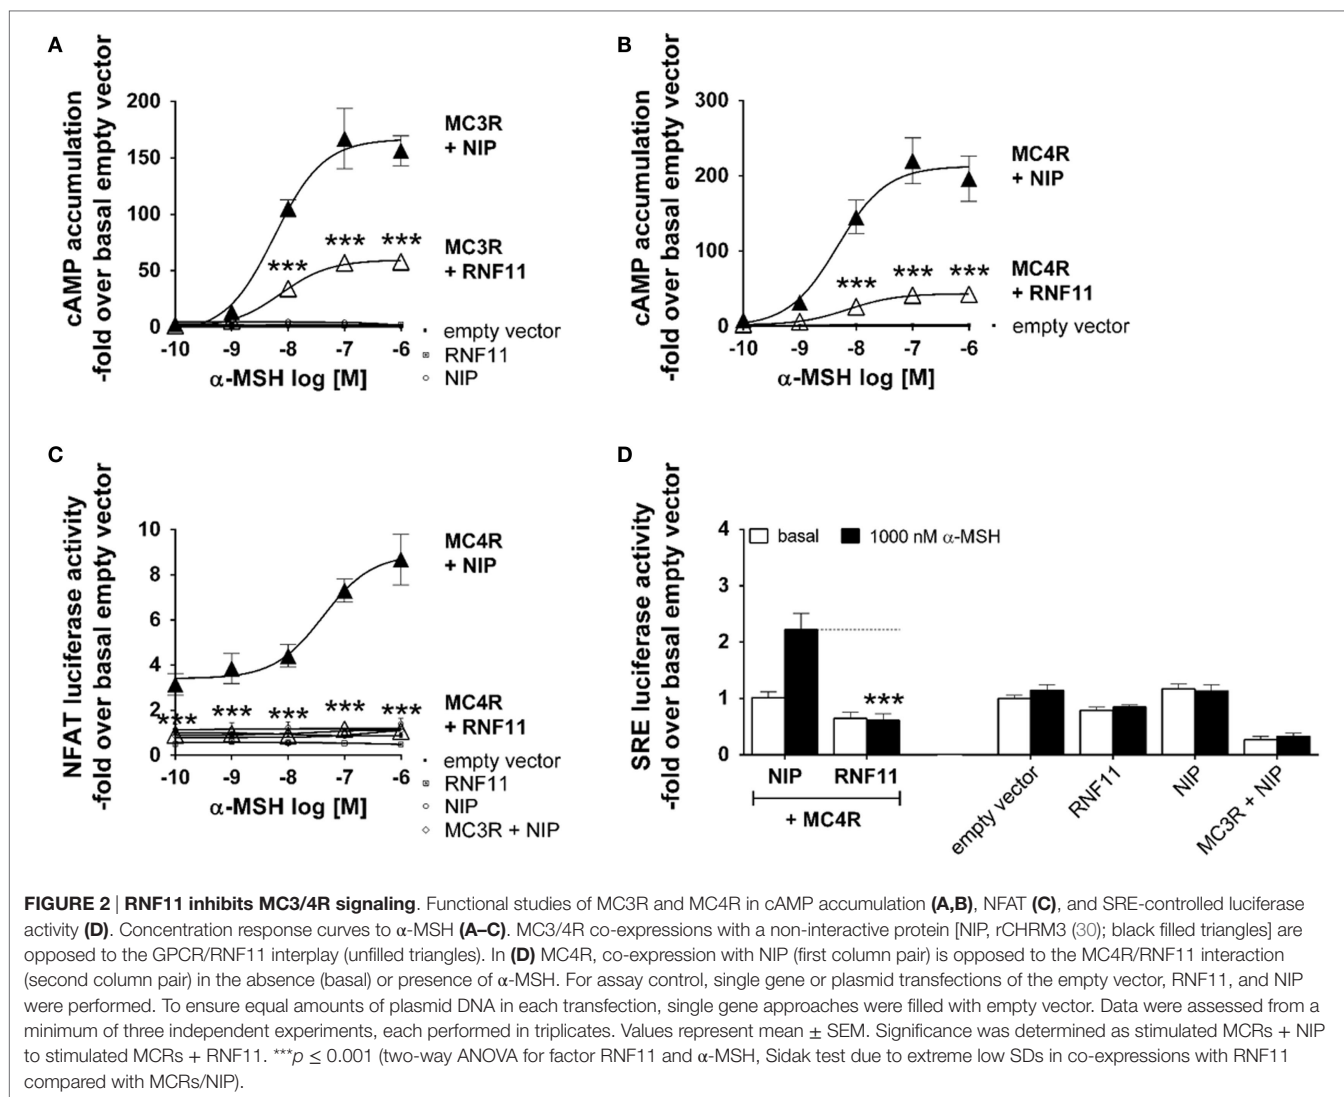 A
cAMP accumulation
-fold over basal empty vector
200
150
100
50
0
-10 -9 -8 -7 -6
α-MSH log [M]
MC3R
+ NIP
*** *** ***
MC3R
+ RNF11
empty vector
RNF11
NIP
B
cAMP accumulation
-fold over basal empty vector
300
200
100
0
-10 -9 -8 -7 -6
α-MSH log [M]
MC4R
+ NIP
*** *** ***
MC4R
+ RNF11
empty vector
C
NFAT luciferase activity
-fold over basal empty vector
10
8
6
4
2
0
-10 -9 -8 -7 -6
α-MSH log [M]
MC4R
+ NIP
*** *** *** *** ***
MC4R
+ RNF11
empty vector
RNF11
NIP
MC3R + NIP
D
SRE luciferase activity
-fold over basal empty vector
4
3
2
1
0
basal 1000 nM α-MSH
***
NIP RNF11
+ MC4R
empty vector
RNF11
NIP
MC3R + NIP
FIGURE 2 | RNF11 inhibits MC3/4R signaling. Functional studies of MC3R and MC4R in cAMP accumulation (A,B), NFAT (C), and SRE-controlled luciferase
activity (D). Concentration response curves to α-MSH (A–C). MC3/4R co-expressions with a non-interactive protein [NIP, rCHRM3 (30); black filled triangles] are
opposed to the GPCR/RNF11 interplay (unfilled triangles). In (D) MC4R, co-expression with NIP (first column pair) is opposed to the MC4R/RNF11 interaction
(second column pair) in the absence (basal) or presence of α-MSH. For assay control, single gene or plasmid transfections of the empty vector, RNF11, and NIP
were performed. To ensure equal amounts of plasmid DNA in each transfection, single gene approaches were filled with empty vector. Data were assessed from a
minimum of three independent experiments, each performed in triplicates. Values represent mean ± SEM. Significance was determined as stimulated MCRs + NIP
to stimulated MCRs + RNF11. ***p ≤ 0.001 (two-way ANOVA for factor RNF11 and α-MSH, Sidak test due to extreme low SDs in co-expressions with RNF11
compared with MCRs/NIP).